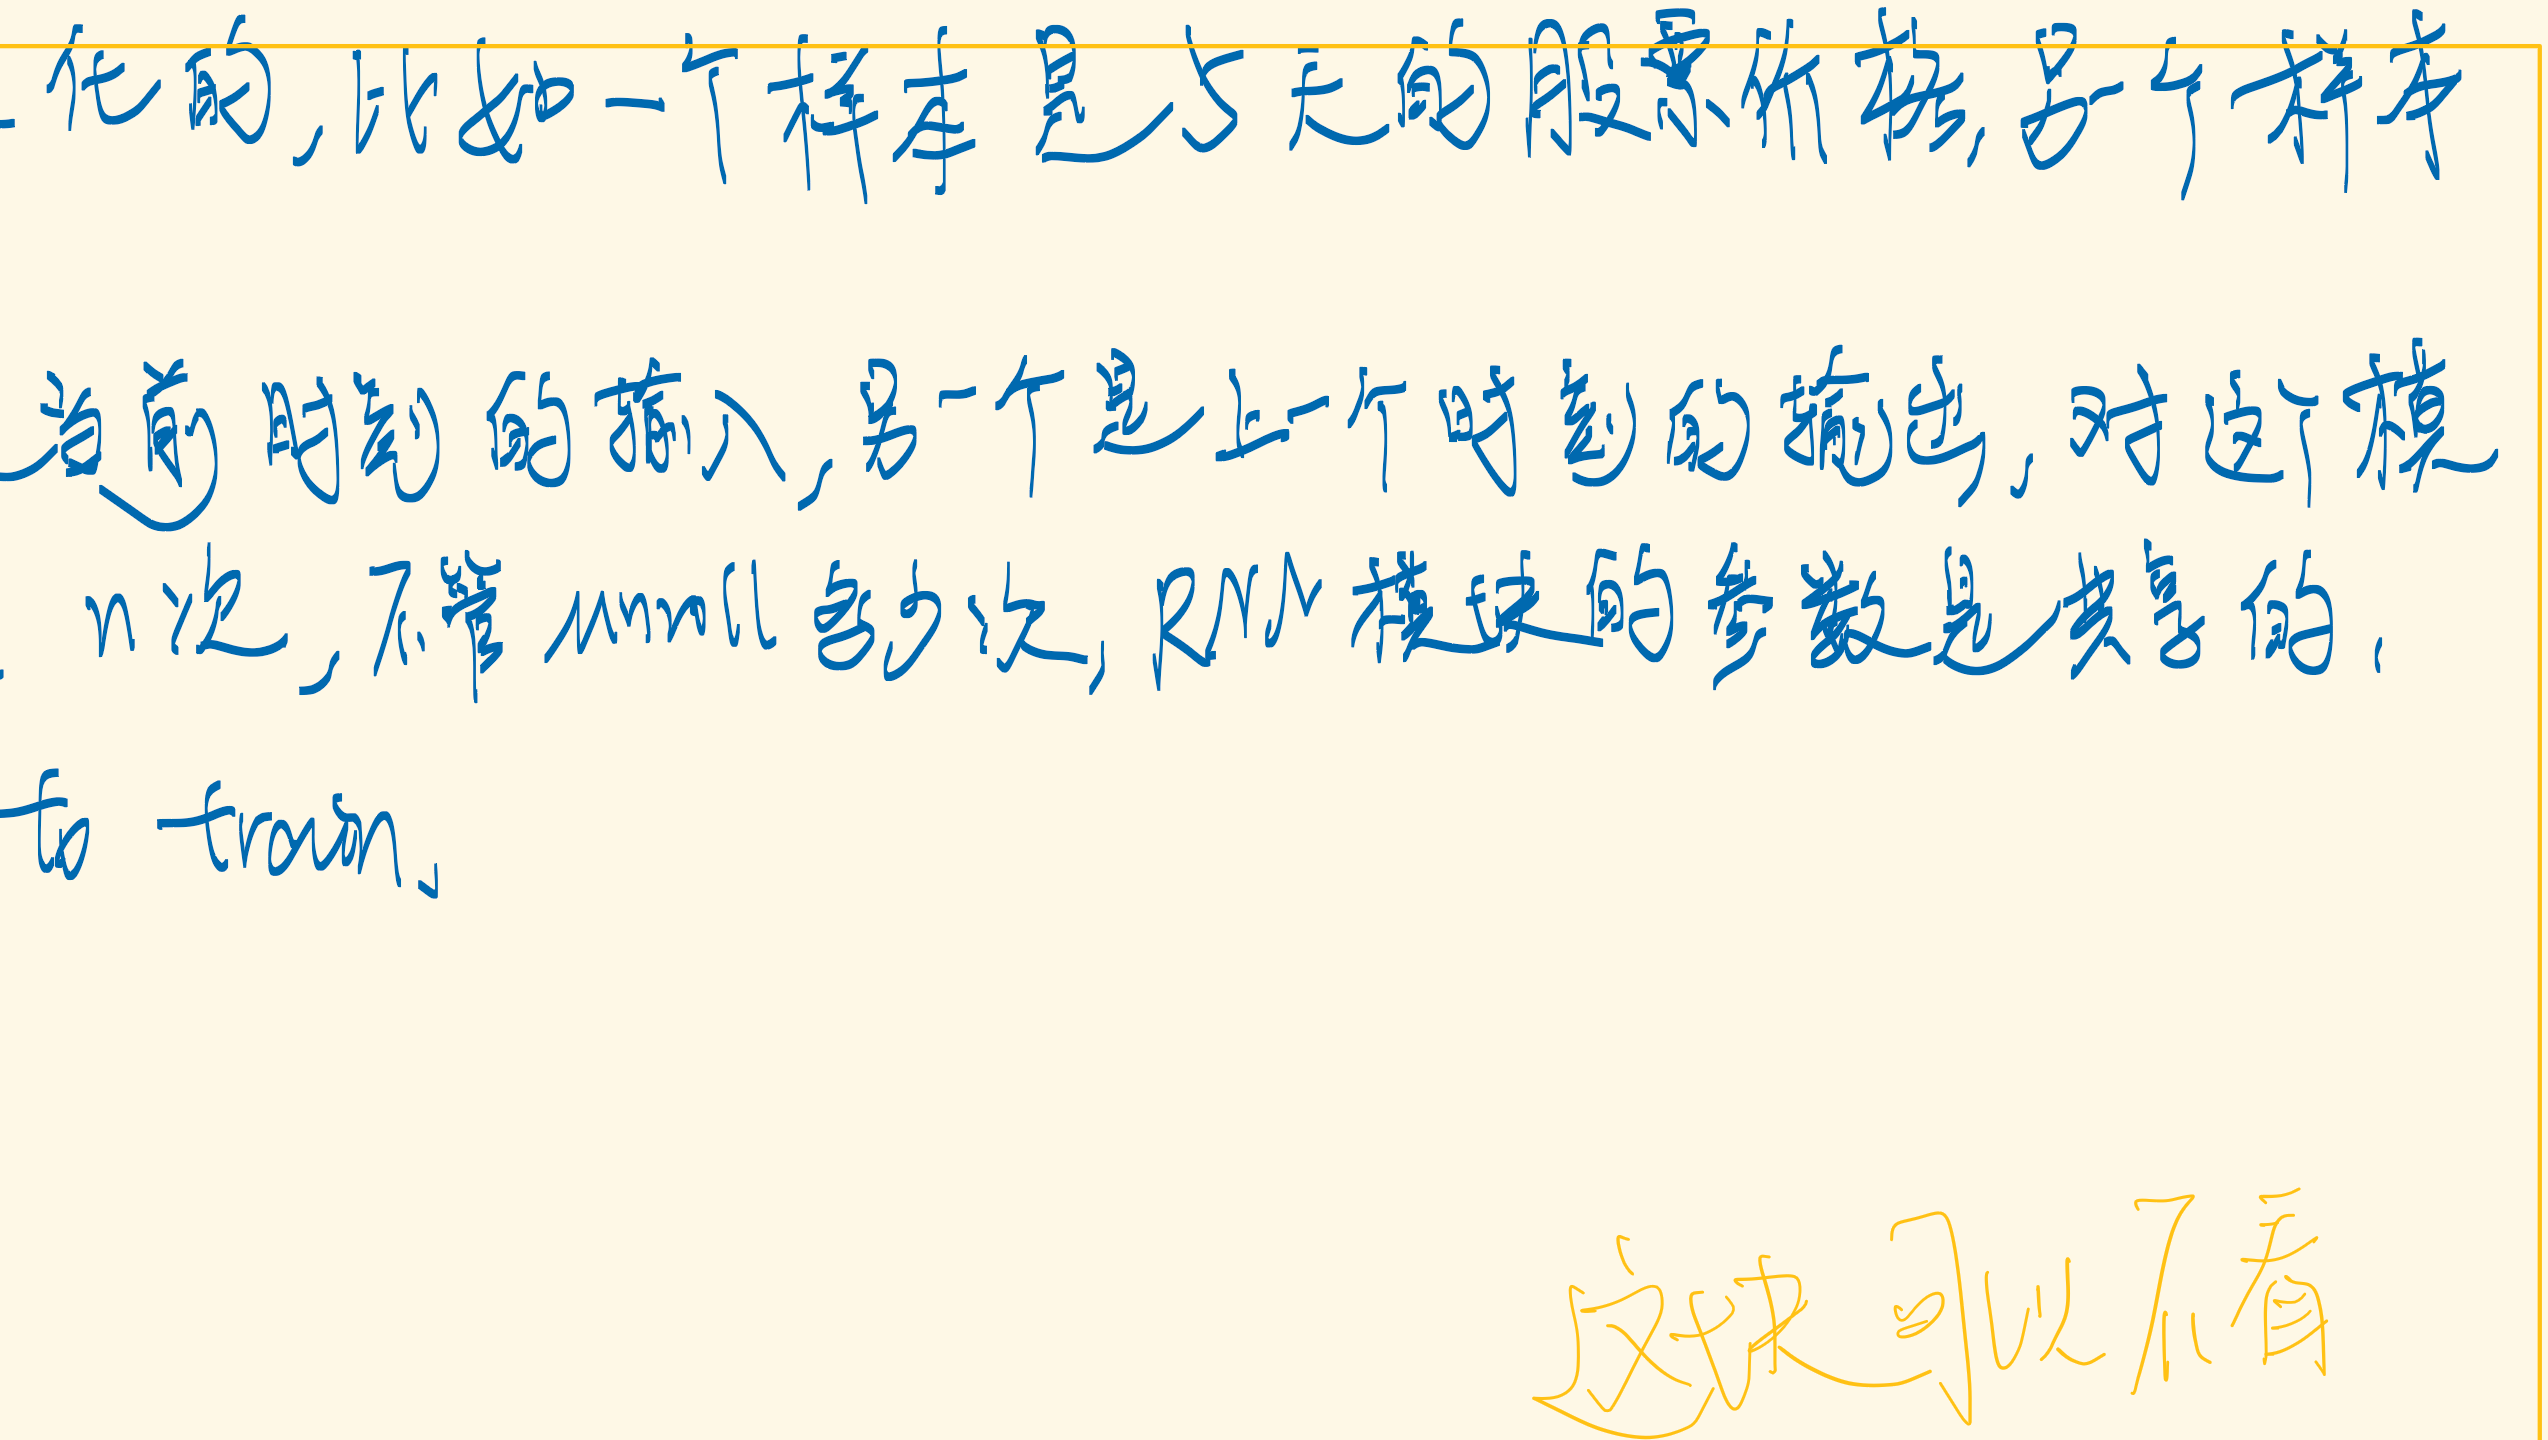 化的,比如一个样本是5天的股票价格,另一个样本
当前时刻的输入,另一个是上一个时刻的输出,对这个模
n次,不管unroll多少次,RNN模块的参数是共享的.
to train.
这块可以不看